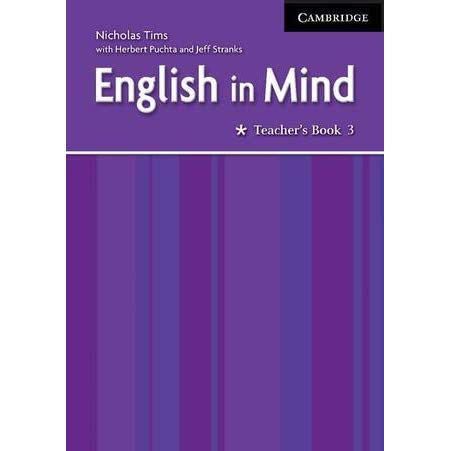 CAMBRIDGE
Nicholas Tims
with Herbert Puchta and Jeff Stranks
English in Mind
* Teacher's Book 3